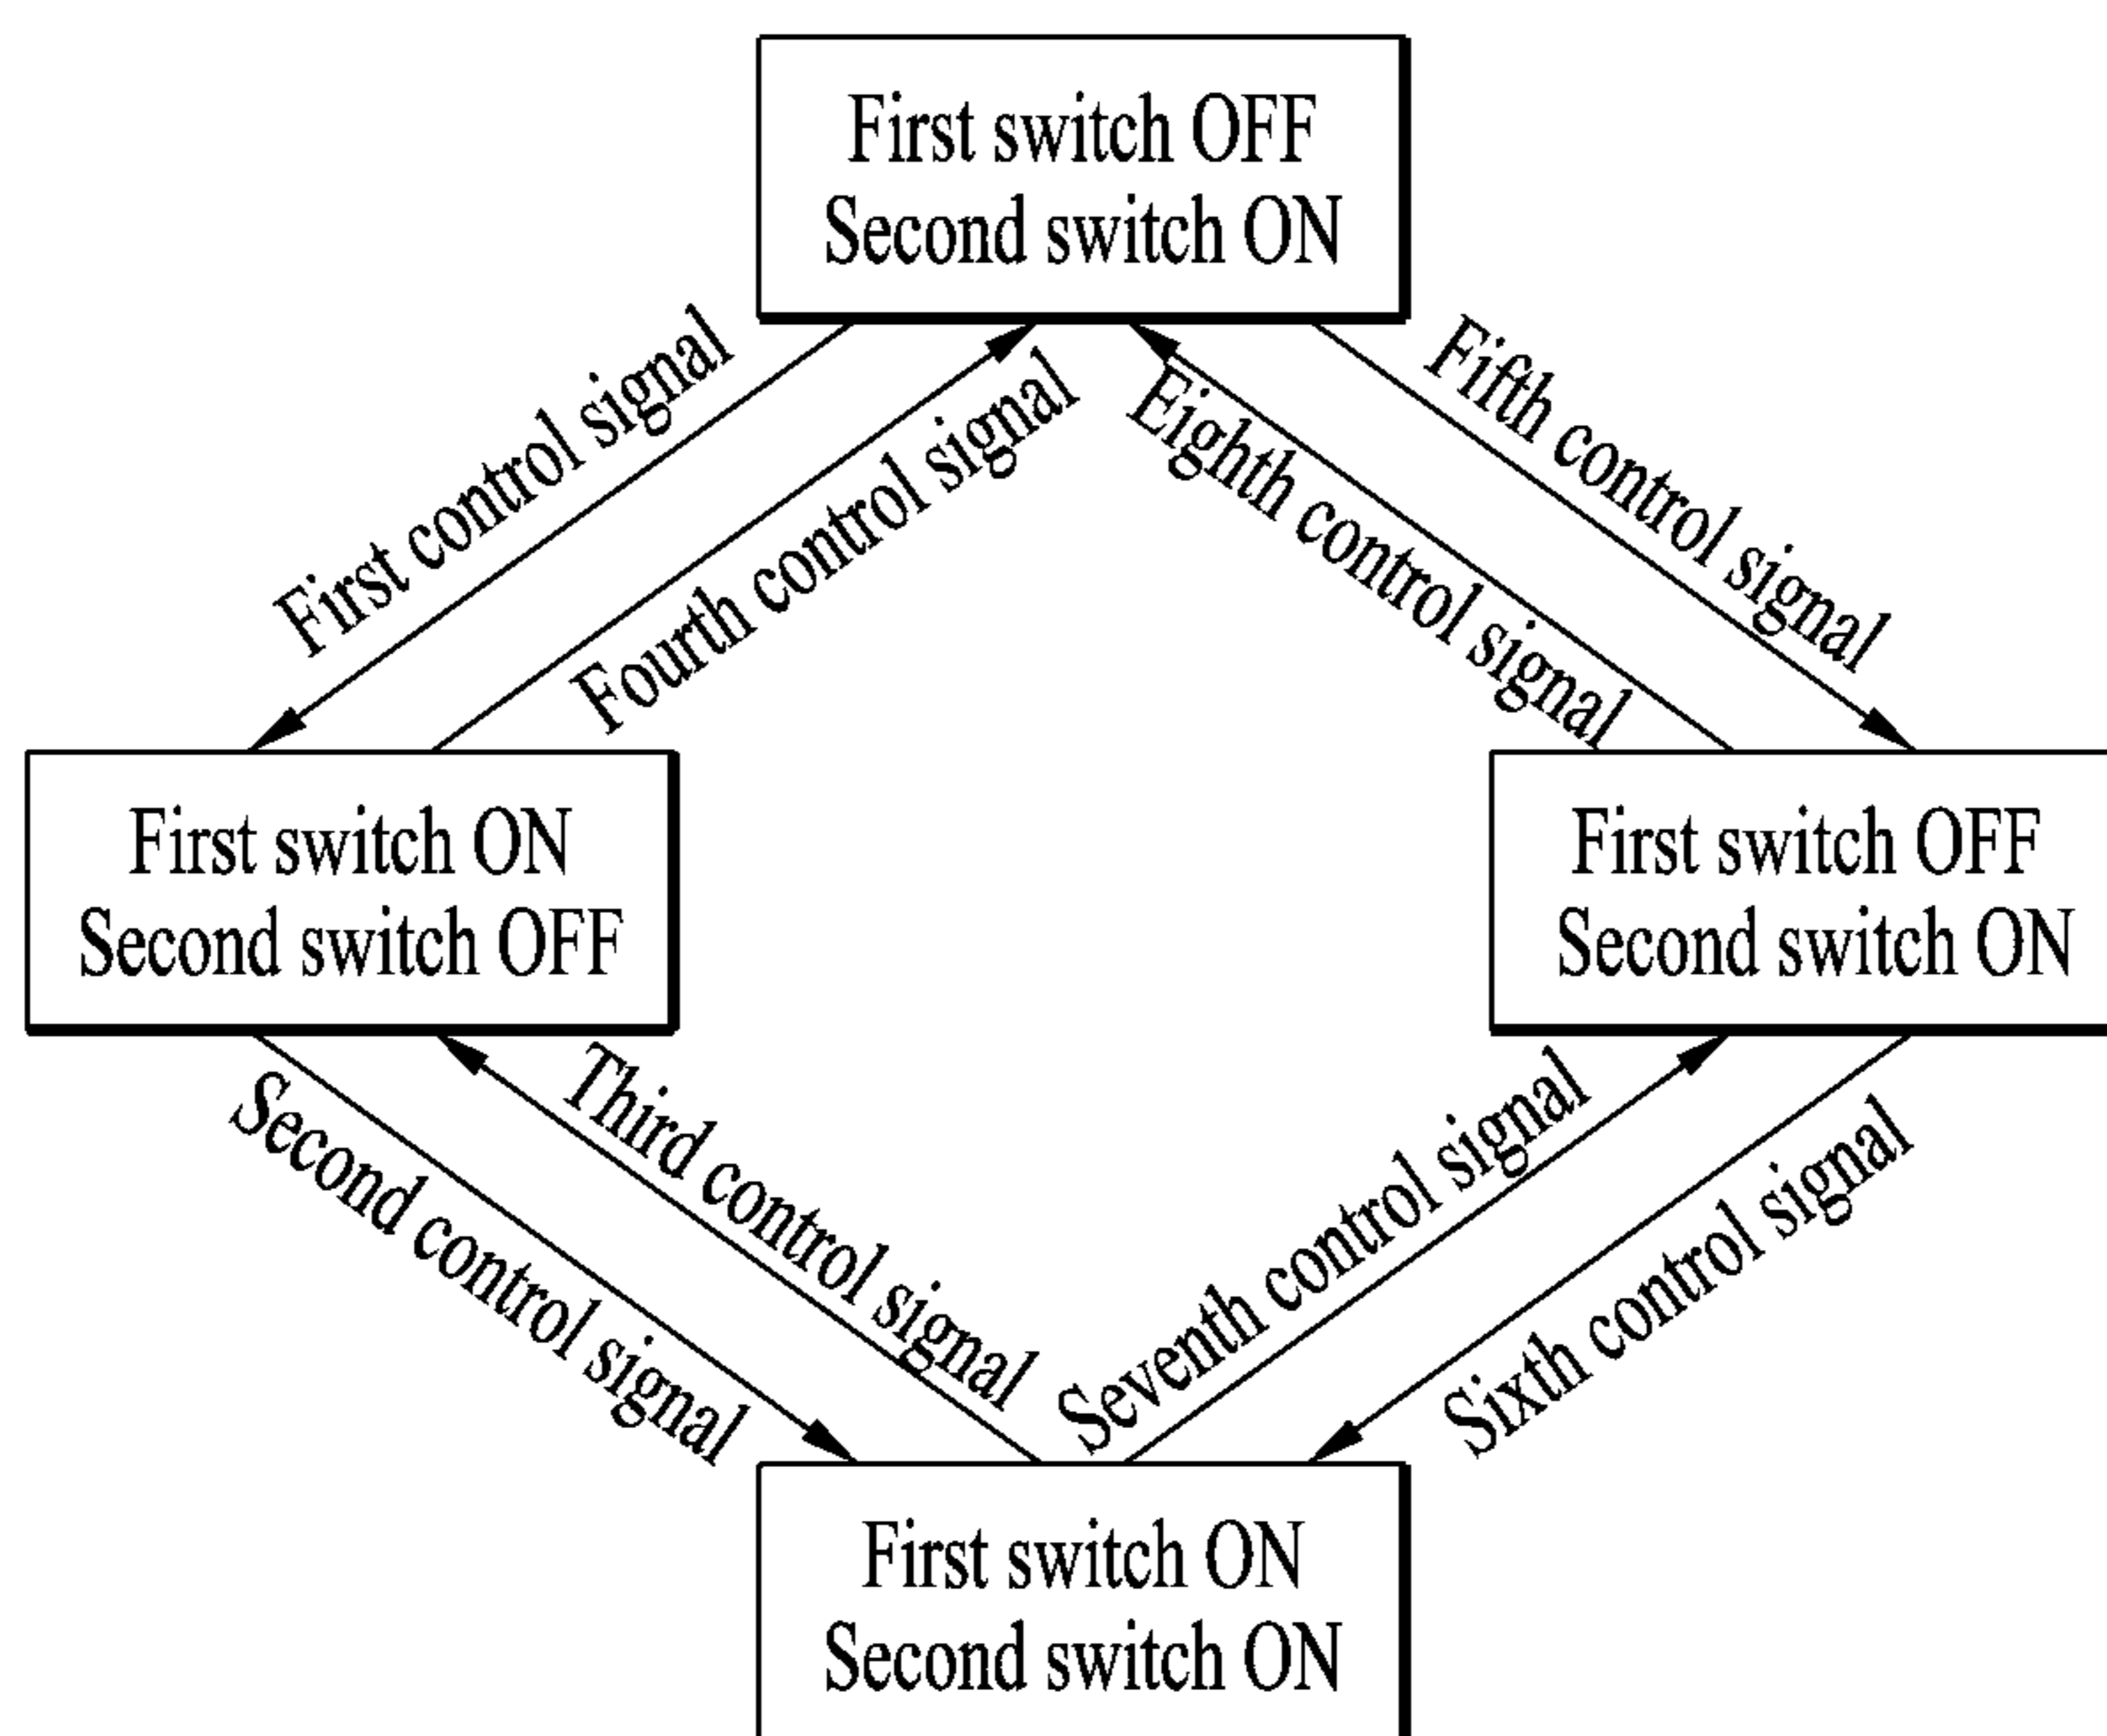 First switch OFF
Second switch ON
First control signal
Fourth control signal
Eighth control signal
Fifth control signal
First switch ON
Second switch OFF
First switch OFF
Second switch ON
Second control signal
Third control signal
Seventh control signal
Sixth control signal
First switch ON
Second switch ON